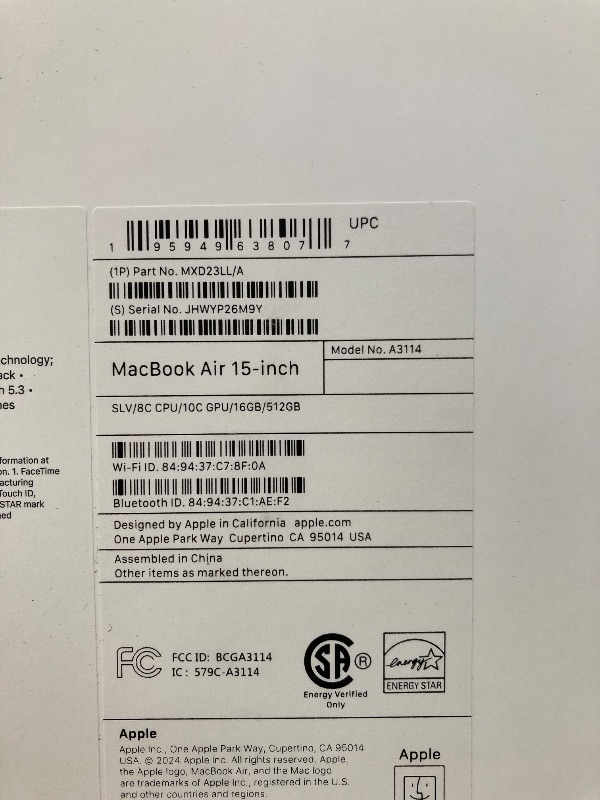 UPC
1 95949 63807 7
(1P) Part No. MXD23LL/A
(S) Serial No. JHWYP26M9Y
MacBook Air 15-inch
Model No. A3114
SLV/8C CPU/10C GPU/16GB/512GB
Wi-Fi ID. 84:94:37:C7:8F:0A
Bluetooth ID. 84:94:37:C1:AE:F2
Designed by Apple in California apple.com
One Apple Park Way Cupertino CA 95014 USA
Assembled in China
Other items as marked thereon.
FC
FCC ID: BCGA3114
IC: 579C-A3114
SA ®
Energy Verified
Only
energy
ENERGY STAR
Apple
Apple Inc., One Apple Park Way, Cupertino, CA 95014
USA. © 2024 Apple Inc. All rights reserved. Apple,
the Apple logo, MacBook Air, and the Mac logo
are trademarks of Apple Inc., registered in the U.S.
and other countries and regions.
Apple
chnology;
ack •
h 5.3 •
nes
formation at
on. 1. FaceTime
acturing
Touch ID,
STAR mark
ned